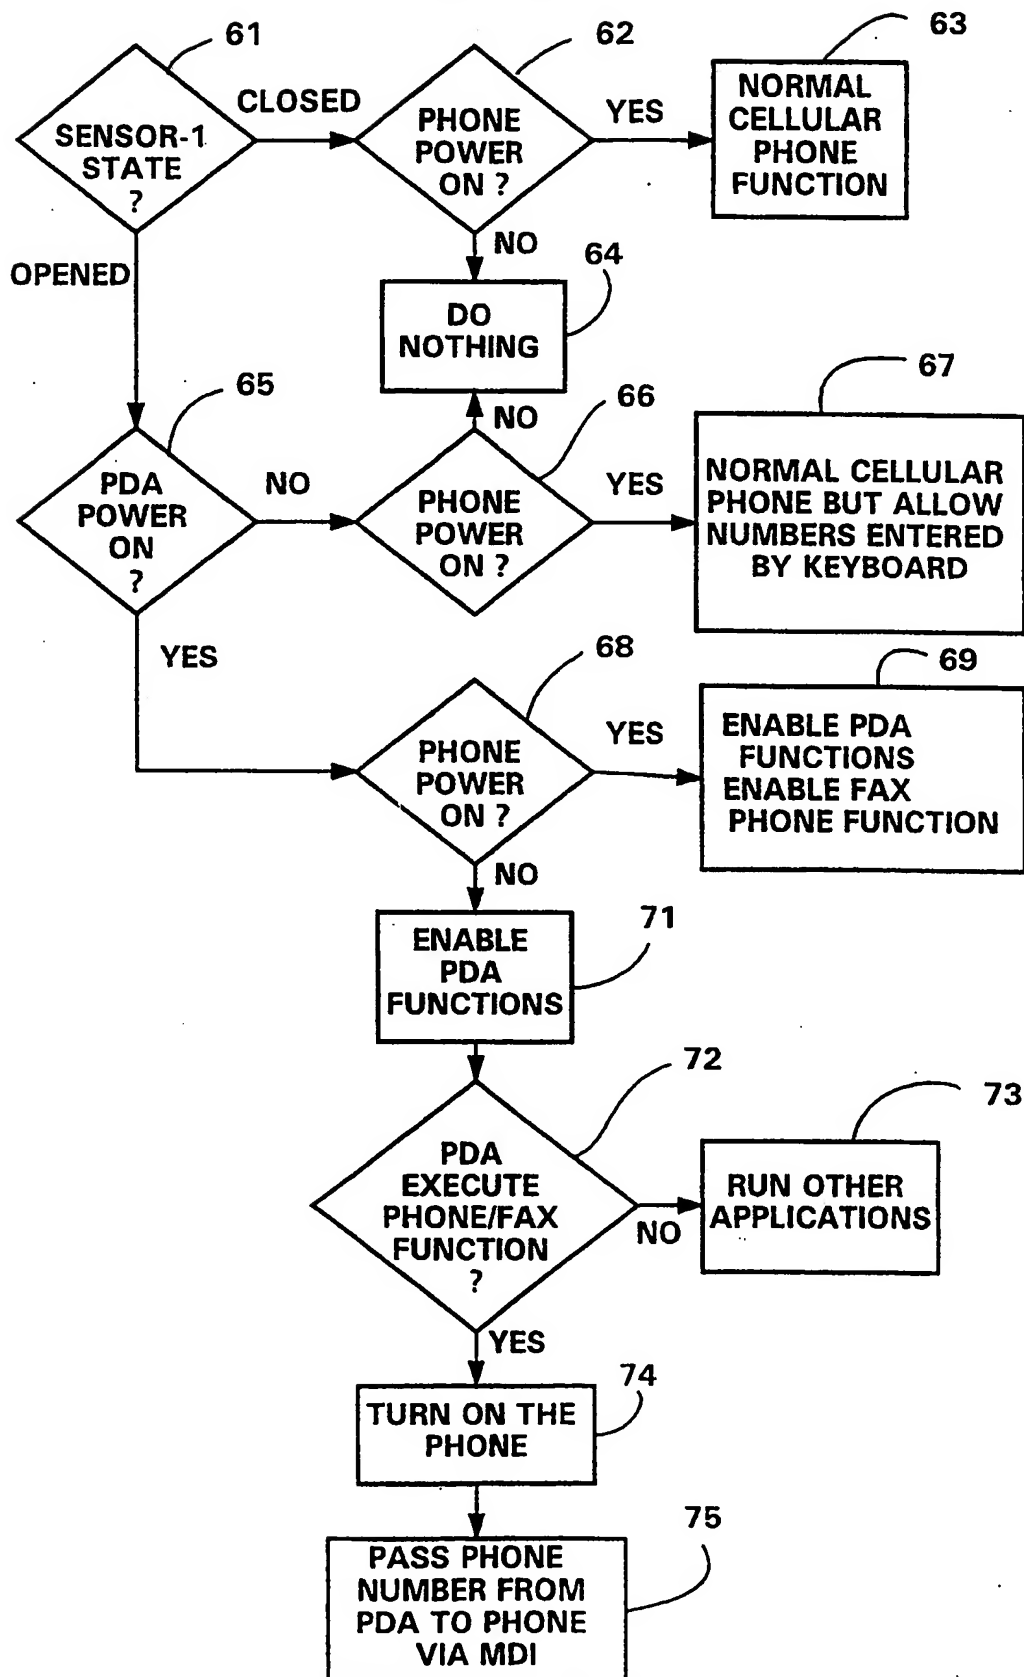 61
62
63
SENSOR-1
STATE
?
CLOSED
PHONE
POWER
ON ?
YES
NORMAL
CELLULAR
PHONE
FUNCTION
OPENED
NO
64
DO
NOTHING
65
66
67
PDA
POWER
ON
?
NO
NO
PHONE
POWER
ON ?
YES
NORMAL CELLULAR
PHONE BUT ALLOW
NUMBERS ENTERED
BY KEYBOARD
YES
68
69
PHONE
POWER
ON ?
YES
ENABLE PDA
FUNCTIONS
ENABLE FAX
PHONE FUNCTION
NO
71
ENABLE
PDA
FUNCTIONS
72
73
PDA
EXECUTE
PHONE/FAX
FUNCTION
?
NO
RUN OTHER
APPLICATIONS
YES
74
TURN ON THE
PHONE
75
PASS PHONE
NUMBER FROM
PDA TO PHONE
VIA MDI